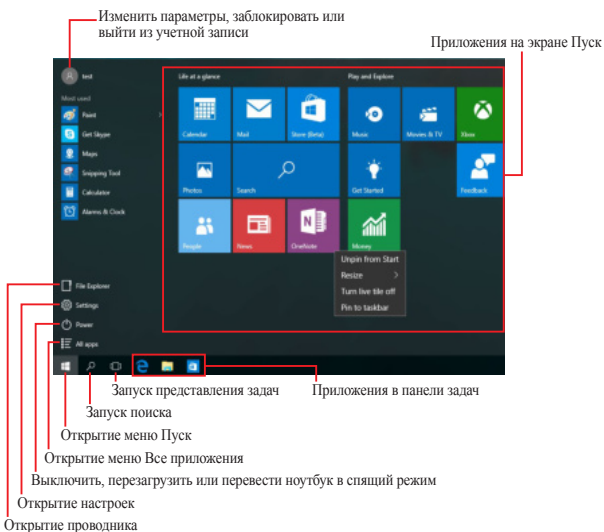 Изменить параметры, заблокировать или
выйти из учетной записи
Приложения на экране Пуск
test
Life at a glance
Play and Explore
Most used
Paint
Get Skype
Maps
Snipping Tool
Calculator
Alarms & Clock
Calendar
Mail
Store (Beta)
Music
Movies & TV
Xbox
Photos
Search
Get Started
Feedback
People
News
OneNote
Money
Unpin from Start
Resize
Turn live tile off
Pin to taskbar
File Explorer
Settings
Power
All apps
Запуск представления задач
Приложения в панели задач
Запуск поиска
Открытие меню Пуск
Открытие меню Все приложения
Выключить, перезагрузить или перевести ноутбук в спящий режим
Открытие настроек
Открытие проводника